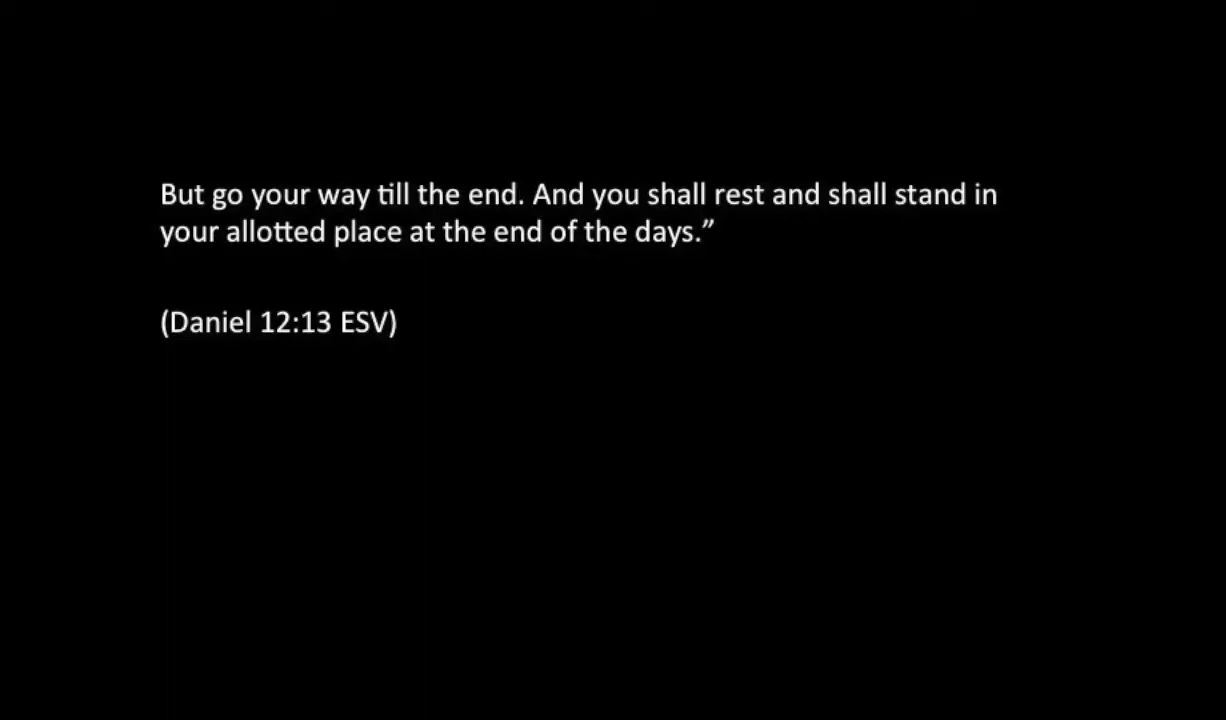 But go your way till the end. And you shall rest and shall stand in
your allotted place at the end of the days.”
(Daniel 12:13 ESV)